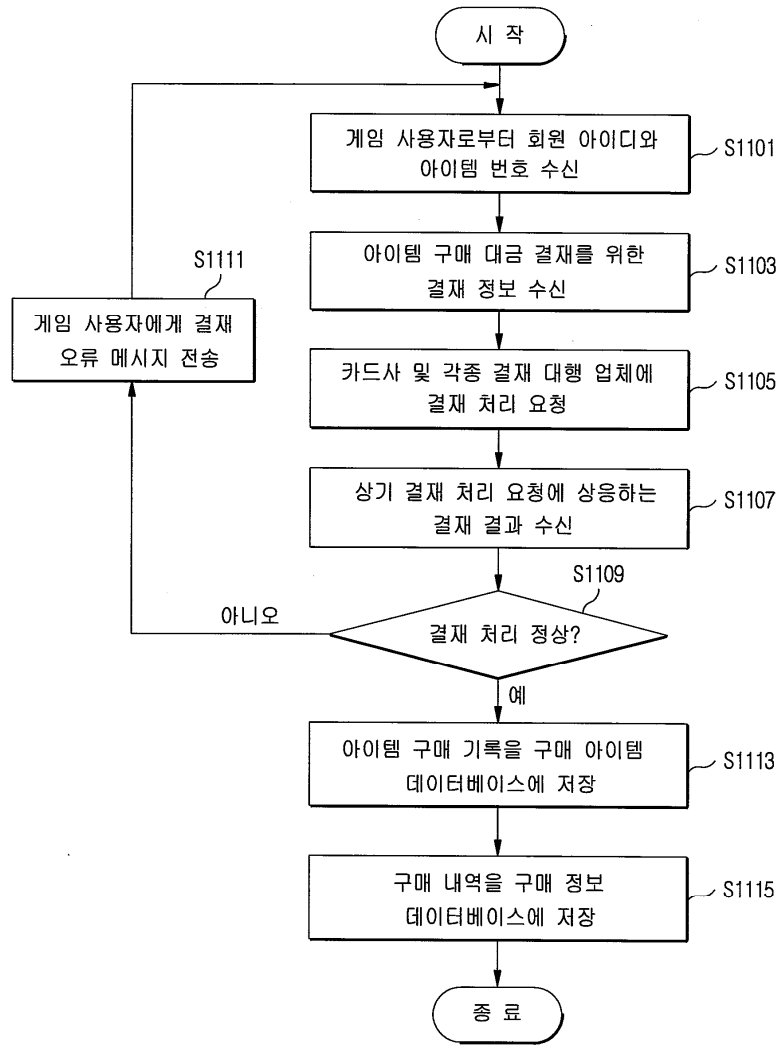 시 작
게임 사용자로부터 회원 아이디와
아이템 번호 수신
S1101
아이템 구매 대금 결재를 위한
결재 정보 수신
S1103
S1111
게임 사용자에게 결재
오류 메시지 전송
카드사 및 각종 결재 대행 업체에
결재 처리 요청
S1105
상기 결재 처리 요청에 상응하는
결재 결과 수신
S1107
S1109
아니오
결재 처리 정상?
예
아이템 구매 기록을 구매 아이템
데이터베이스에 저장
S1113
구매 내역을 구매 정보
데이터베이스에 저장
S1115
종 료